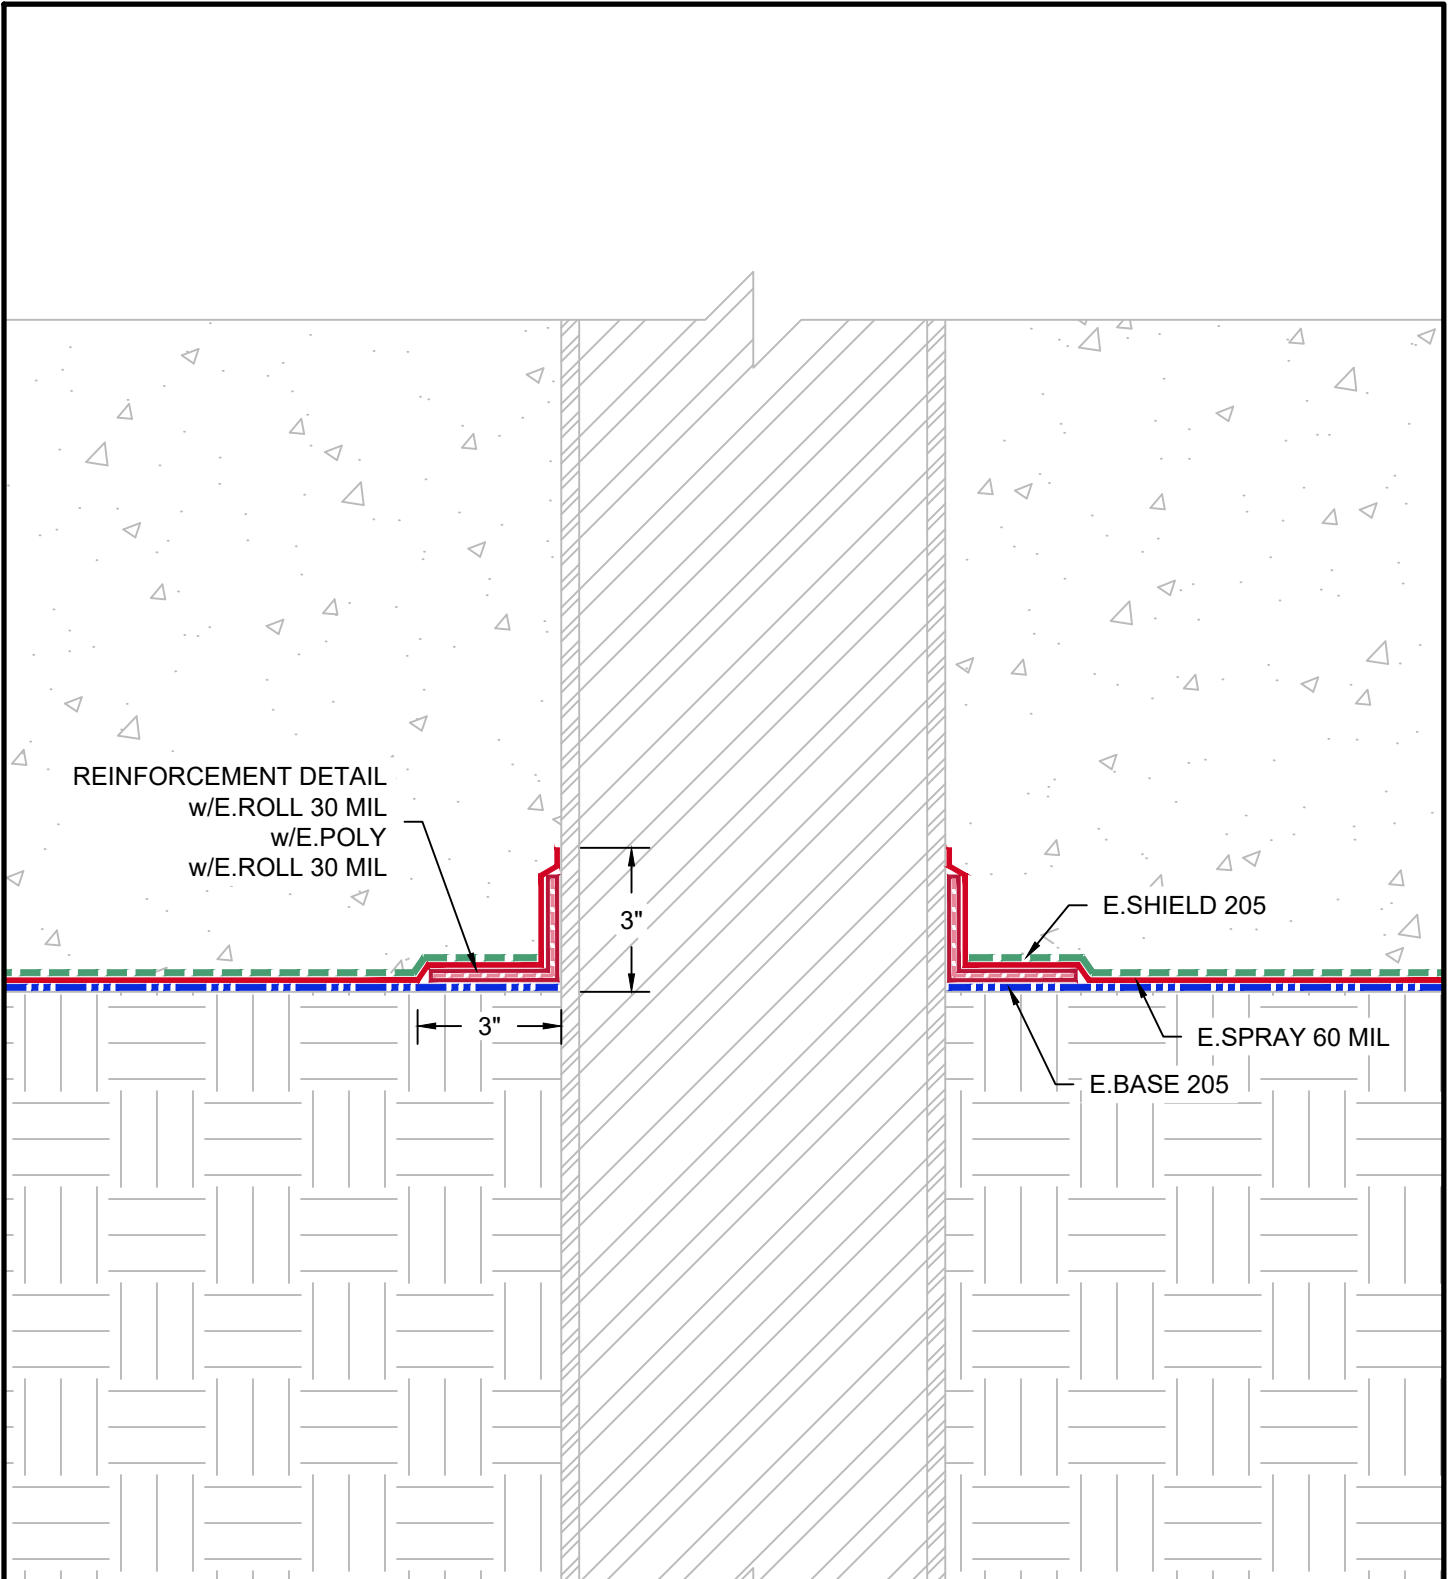 REINFORCEMENT DETAIL
w/E.ROLL 30 MIL
w/E.POLY
w/E.ROLL 30 MIL
3"
E.SHIELD 205
3"
E.SPRAY 60 MIL
E.BASE 205